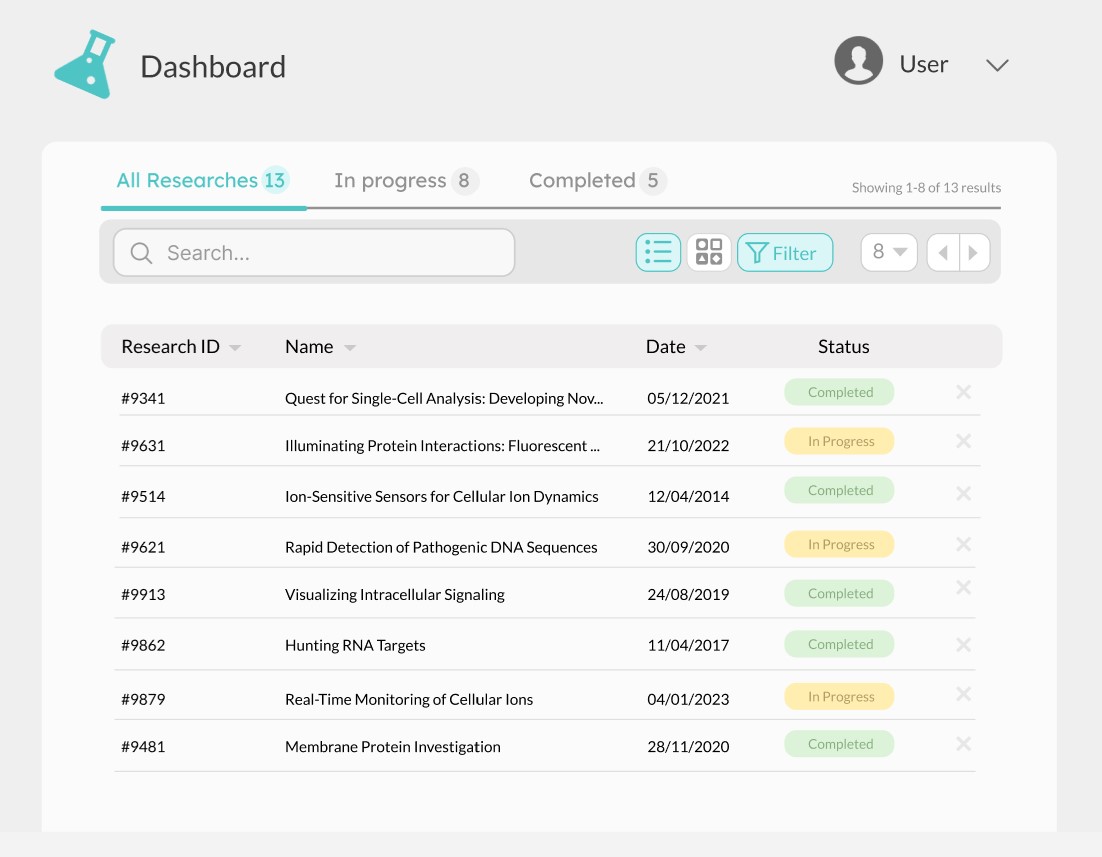 Dashboard
User
All Researches 13
In progress 8
Completed 5
Showing 1-8 of 13 results
Search...
Filter
8
Research ID Name Date Status
#9341 Quest for Single-Cell Analysis: Developing Nov... 05/12/2021 Completed
#9631 Illuminating Protein Interactions: Fluorescent ... 21/10/2022 In Progress
#9514 Ion-Sensitive Sensors for Cellular Ion Dynamics 12/04/2014 Completed
#9621 Rapid Detection of Pathogenic DNA Sequences 30/09/2020 In Progress
#9913 Visualizing Intracellular Signaling 24/08/2019 Completed
#9862 Hunting RNA Targets 11/04/2017 Completed
#9879 Real-Time Monitoring of Cellular Ions 04/01/2023 In Progress
#9481 Membrane Protein Investigation 28/11/2020 Completed